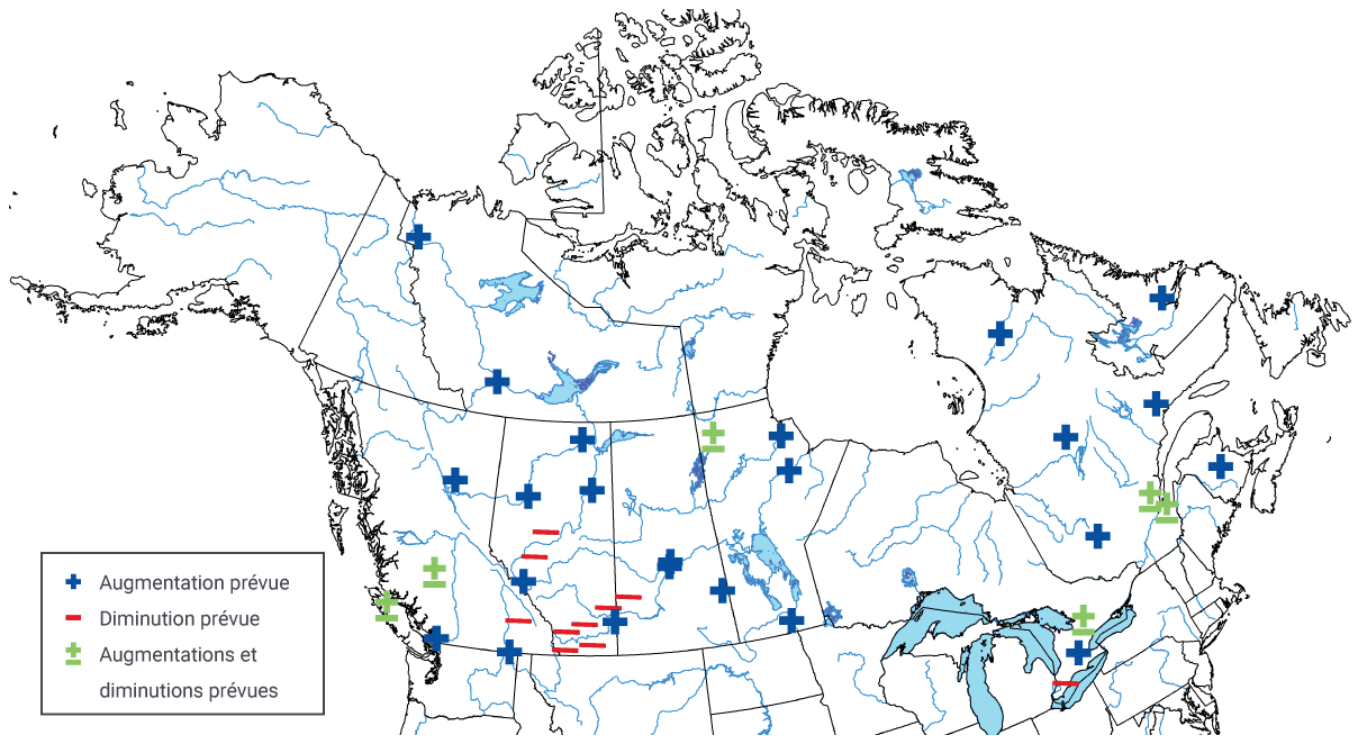 Augmentation prévue
Diminution prévue
Augmentations et
diminutions prévues